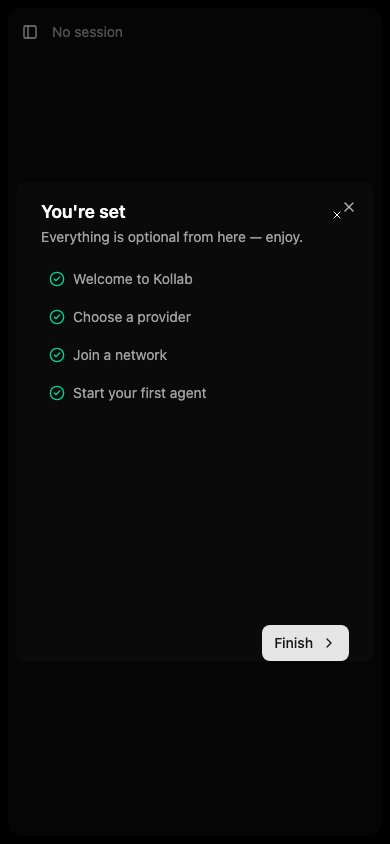 No session
You're set
Everything is optional from here — enjoy.
Welcome to Kollab
Choose a provider
Join a network
Start your first agent
Finish